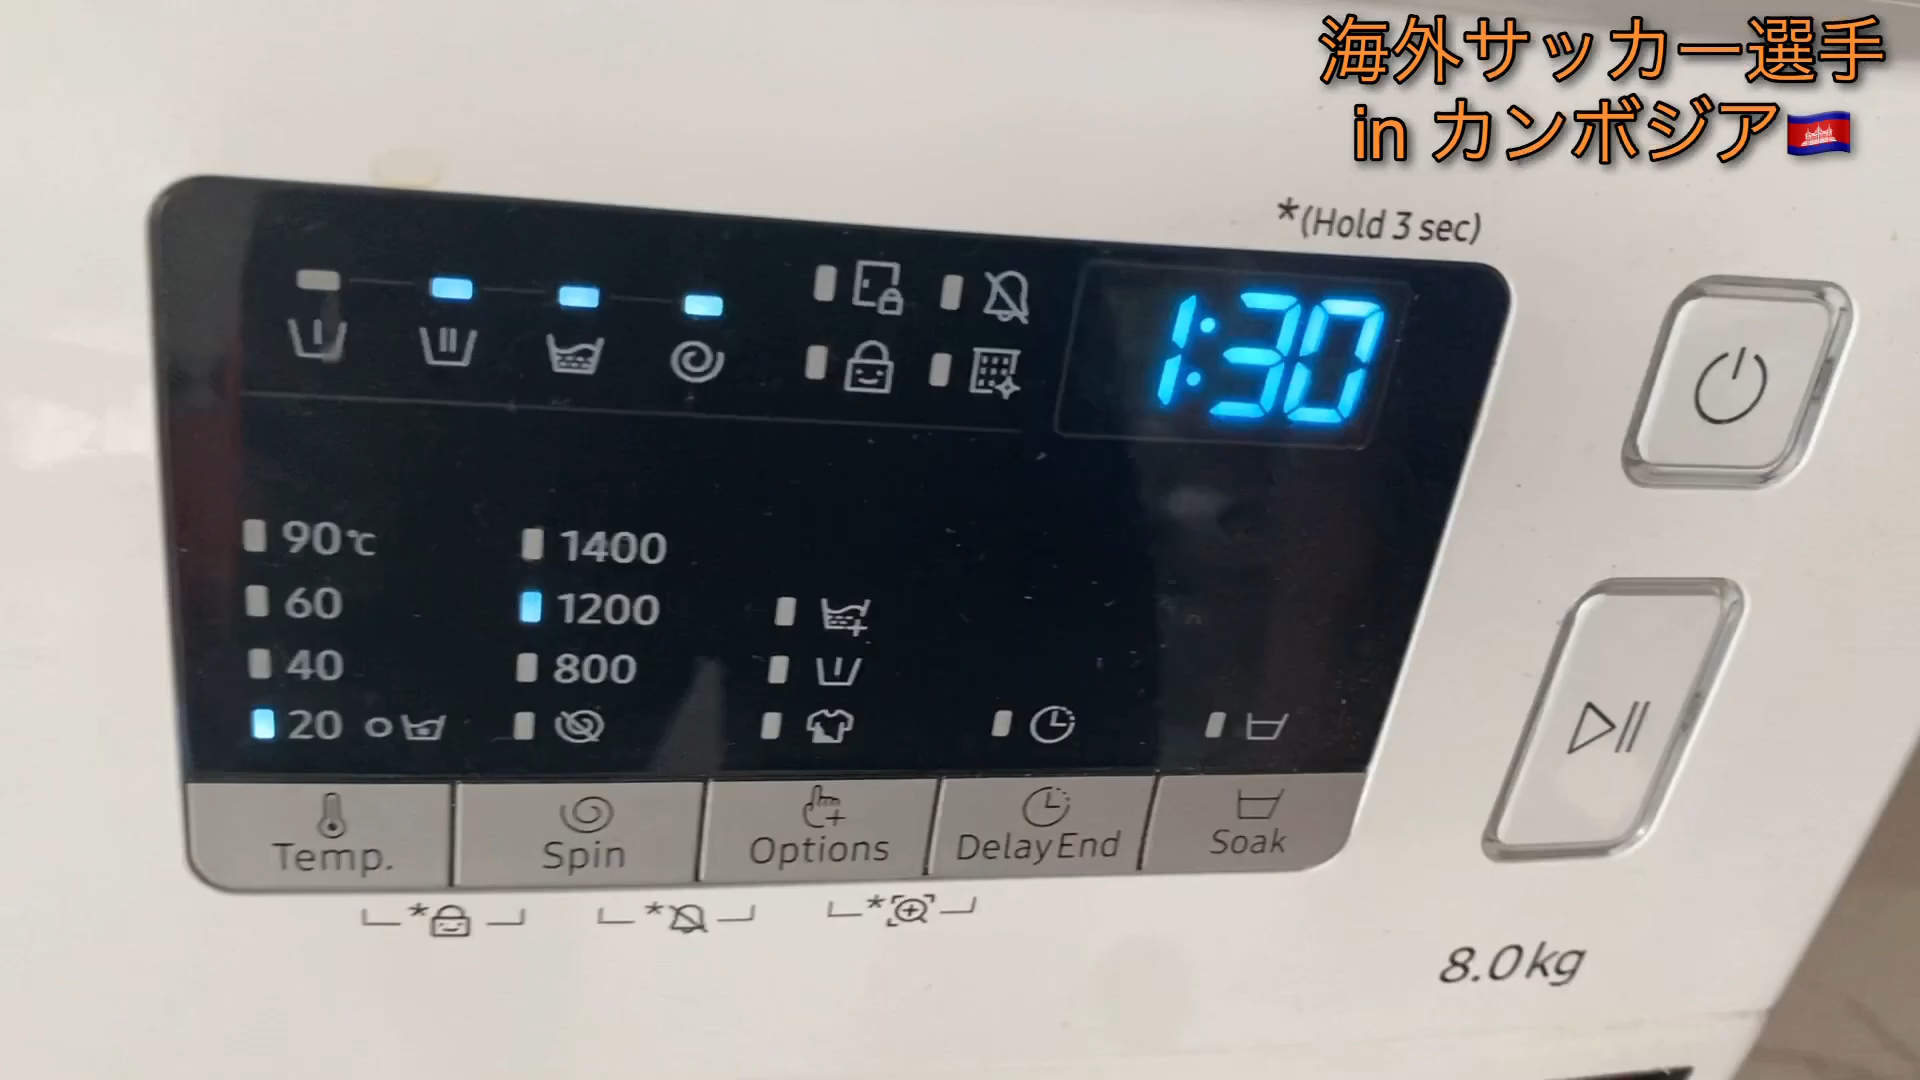 海外サッカー選手
in カンボジア🇰🇭
*(Hold 3 sec)
1:30
90℃
60
40
20
1400
1200
800
Temp.
Spin
Options
Delay End
Soak
*
*
*
8.0kg